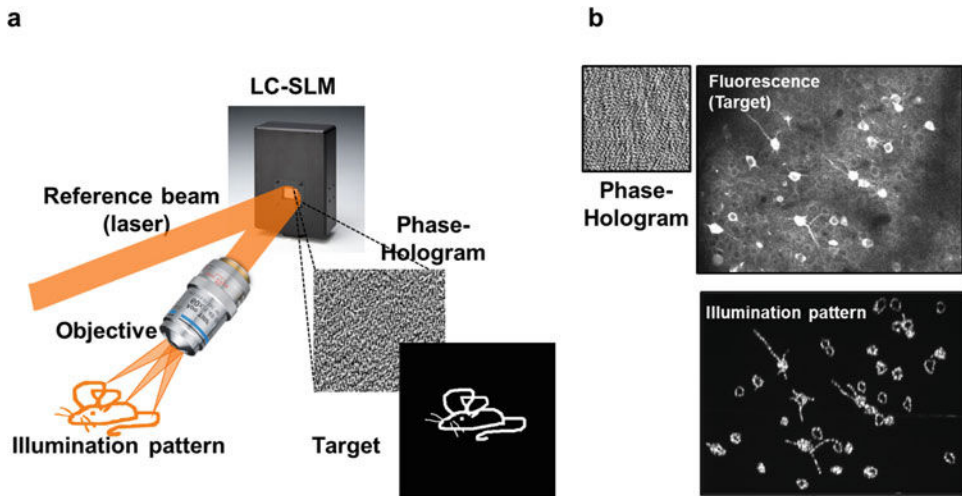 a
LC-SLM
Reference beam
(laser)
Phase-
Hologram
Objective
Illumination pattern
Target
b
Fluorescence
(Target)
Phase-
Hologram
Illumination pattern